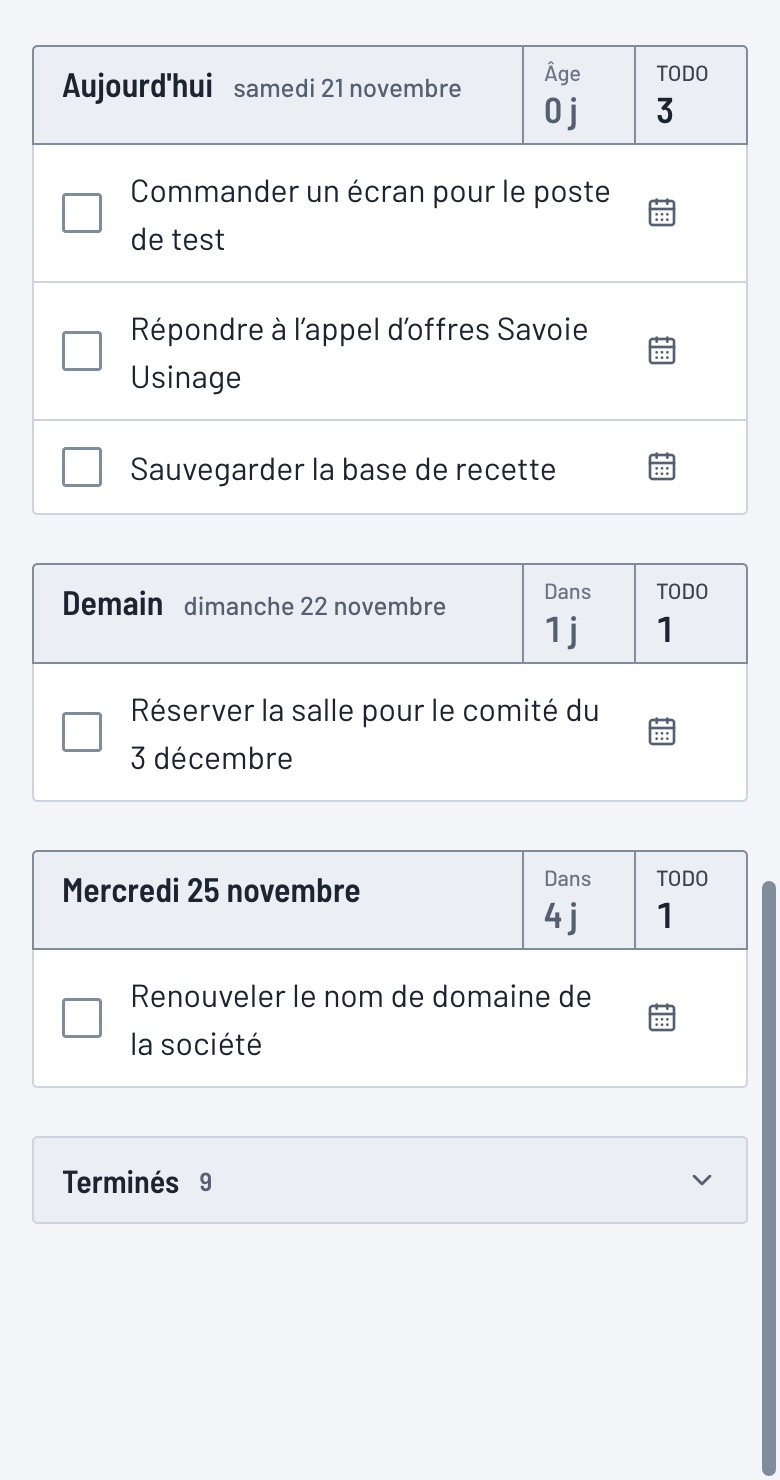 Aujourd'hui samedi 21 novembre
Âge
0 j
TODO
3
Commander un écran pour le poste
de test
Répondre à l’appel d’offres Savoie
Usinage
Sauvegarder la base de recette
Demain dimanche 22 novembre
Dans
1 j
TODO
1
Réserver la salle pour le comité du
3 décembre
Mercredi 25 novembre
Dans
4 j
TODO
1
Renouveler le nom de domaine de
la société
Terminés 9